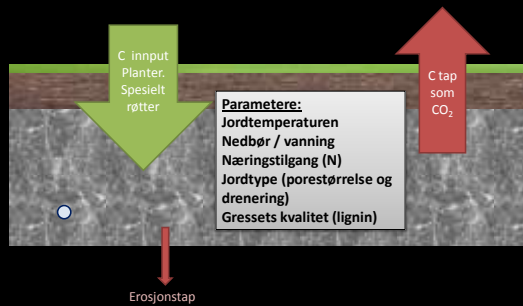 C innput
Planter.
Spesielt
røtter
C tap
som
CO₂
Parametere:
Jordtemperaturen
Nedbør / vanning
Næringstilgang (N)
Jordtype (porestørrelse og
drenering)
Gressets kvalitet (lignin)
Erosjonstap